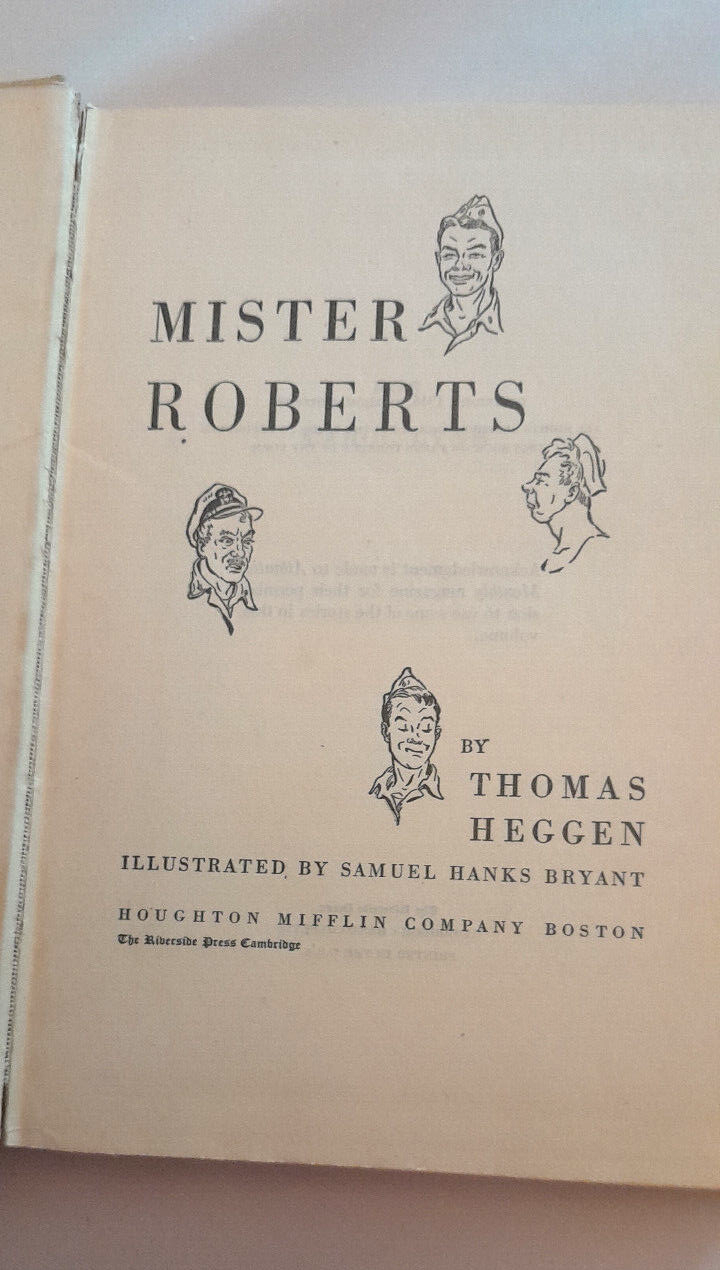 MISTER
ROBERTS
BY
THOMAS
HEGGEN
ILLUSTRATED BY SAMUEL HANKS BRYANT
HOUGHTON MIFFLIN COMPANY BOSTON
The Riverside Press Cambridge